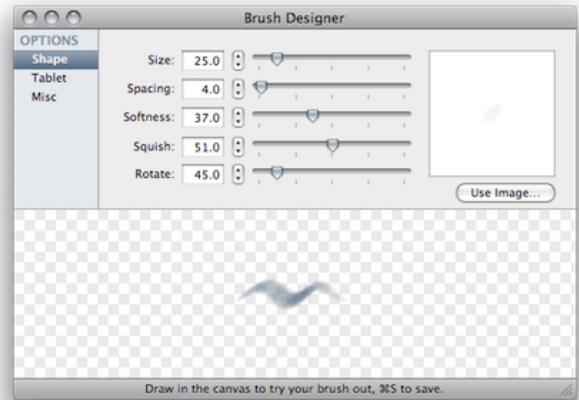 Brush Designer
OPTIONS
Shape
Tablet
Misc
Size: 25.0
Spacing: 4.0
Softness: 37.0
Squish: 51.0
Rotate: 45.0
Use Image...
Draw in the canvas to try your brush out, ⌘S to save.